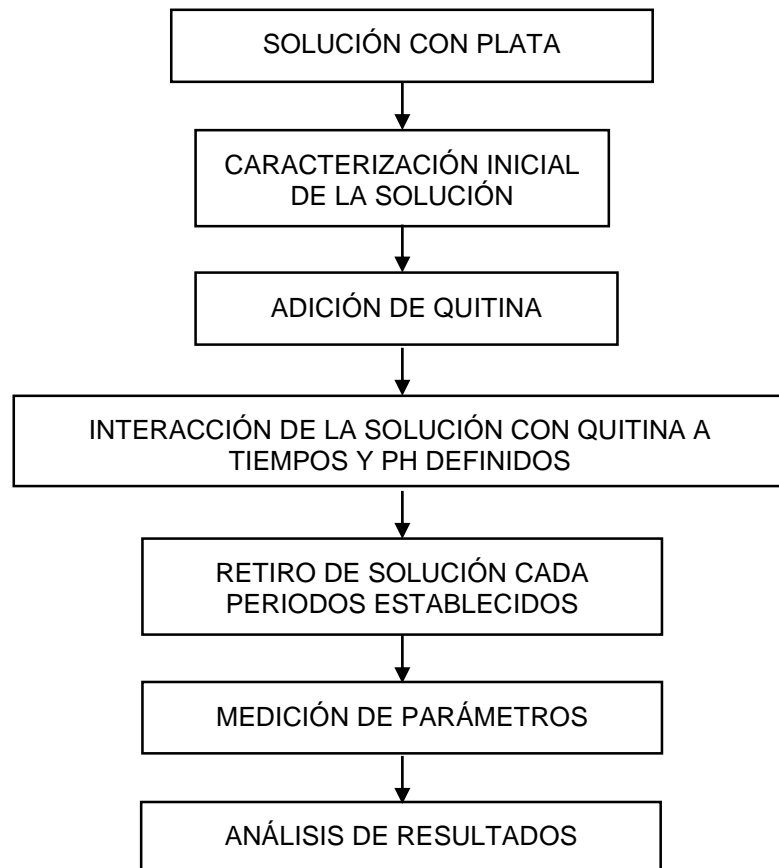 SOLUCIÓN CON PLATA
CARACTERIZACIÓN INICIAL
DE LA SOLUCIÓN
ADICIÓN DE QUITINA
INTERACCIÓN DE LA SOLUCIÓN CON QUITINA A
TIEMPOS Y PH DEFINIDOS
RETIRO DE SOLUCIÓN CADA
PERIODOS ESTABLECIDOS
MEDICIÓN DE PARÁMETROS
ANÁLISIS DE RESULTADOS